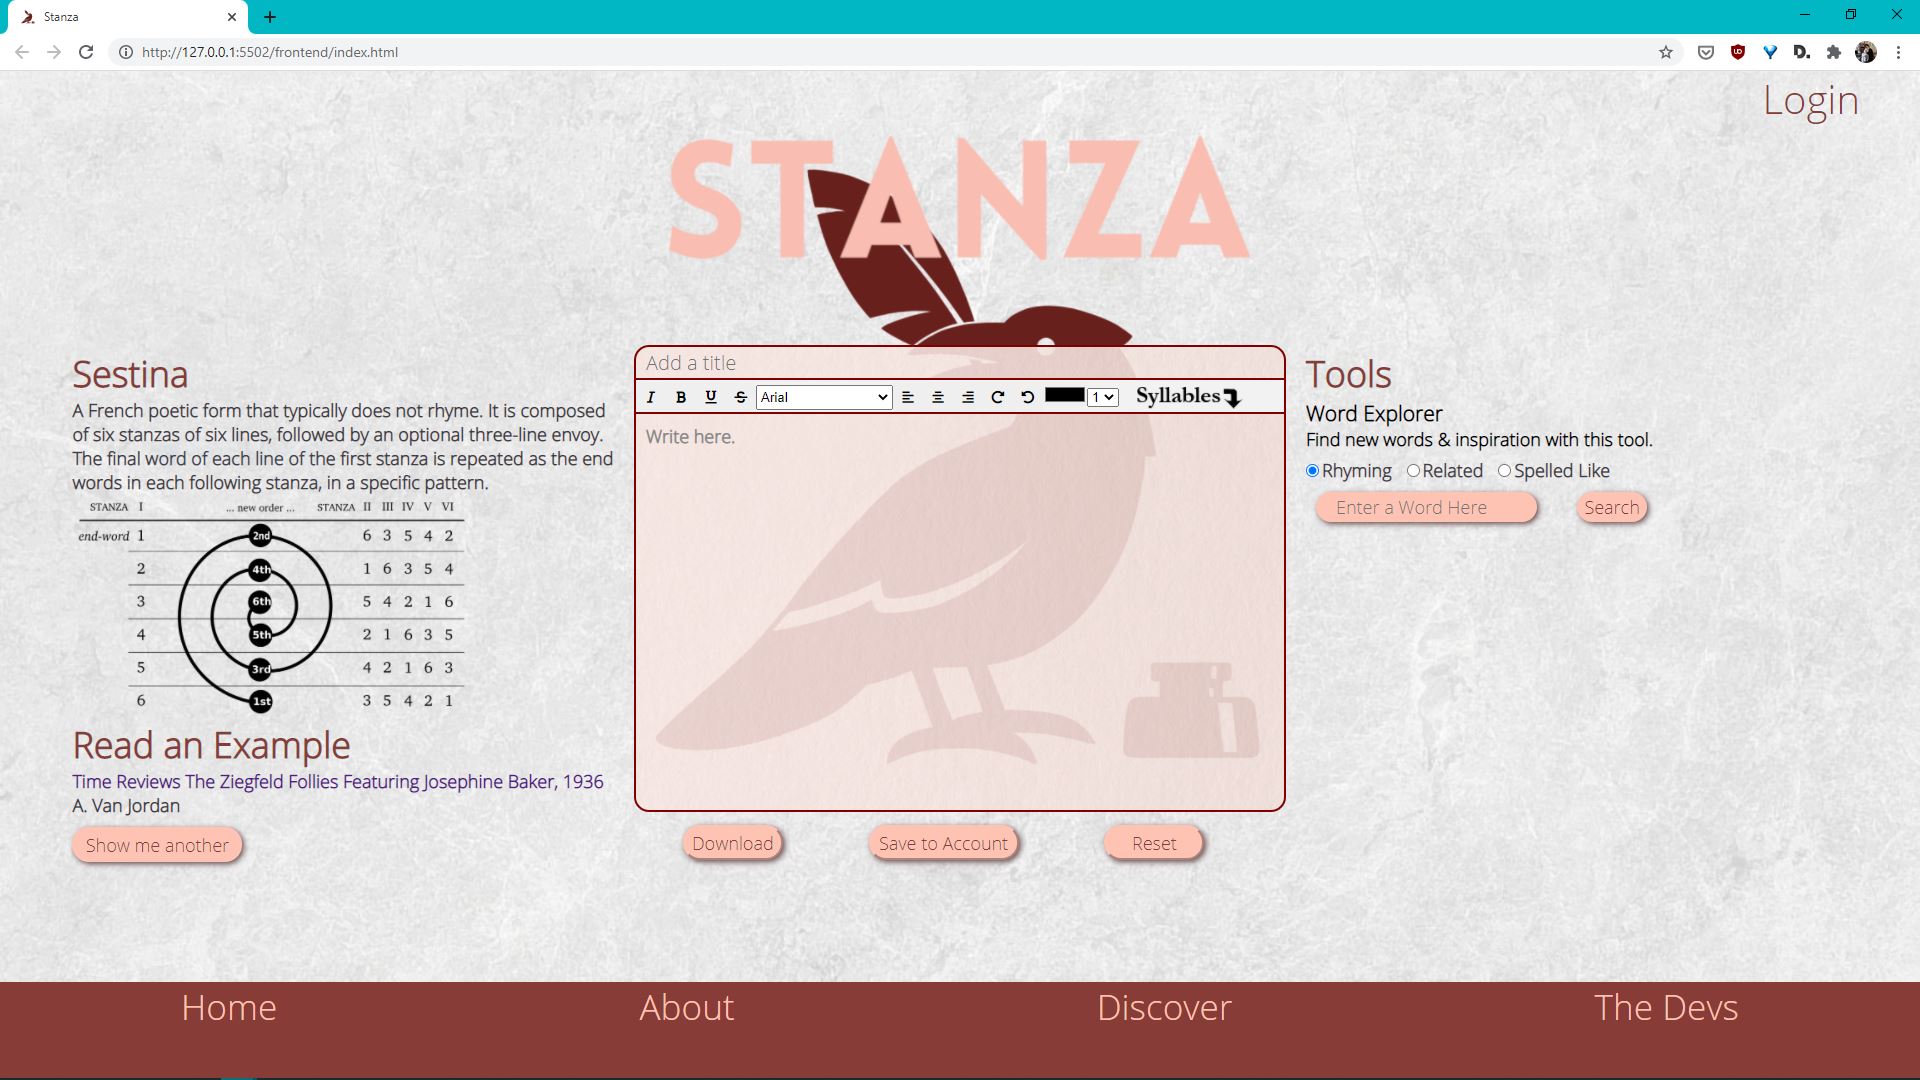 Stanza
http://127.0.0.1:5502/frontend/index.html
Login
STANZA
Sestina
A French poetic form that typically does not rhyme. It is composed
of six stanzas of six lines, followed by an optional three-line envoy.
The final word of each line of the first stanza is repeated as the end
words in each following stanza, in a specific pattern.
STANZA I ... new order ... STANZA II III IV V VI
end-word 1 2nd 6 3 5 4 2
2 4th 1 6 3 5 4
3 6th 5 4 2 1 6
4 5th 2 1 6 3 5
5 3rd 4 2 1 6 3
6 1st 3 5 4 2 1
Read an Example
Time Reviews The Ziegfeld Follies Featuring Josephine Baker, 1936
A. Van Jordan
Show me another
Add a title
I B U S Arial 1 Syllables
Write here.
Download Save to Account Reset
Tools
Word Explorer
Find new words & inspiration with this tool.
Rhyming Related Spelled Like
Enter a Word Here Search
Home About Discover The Devs